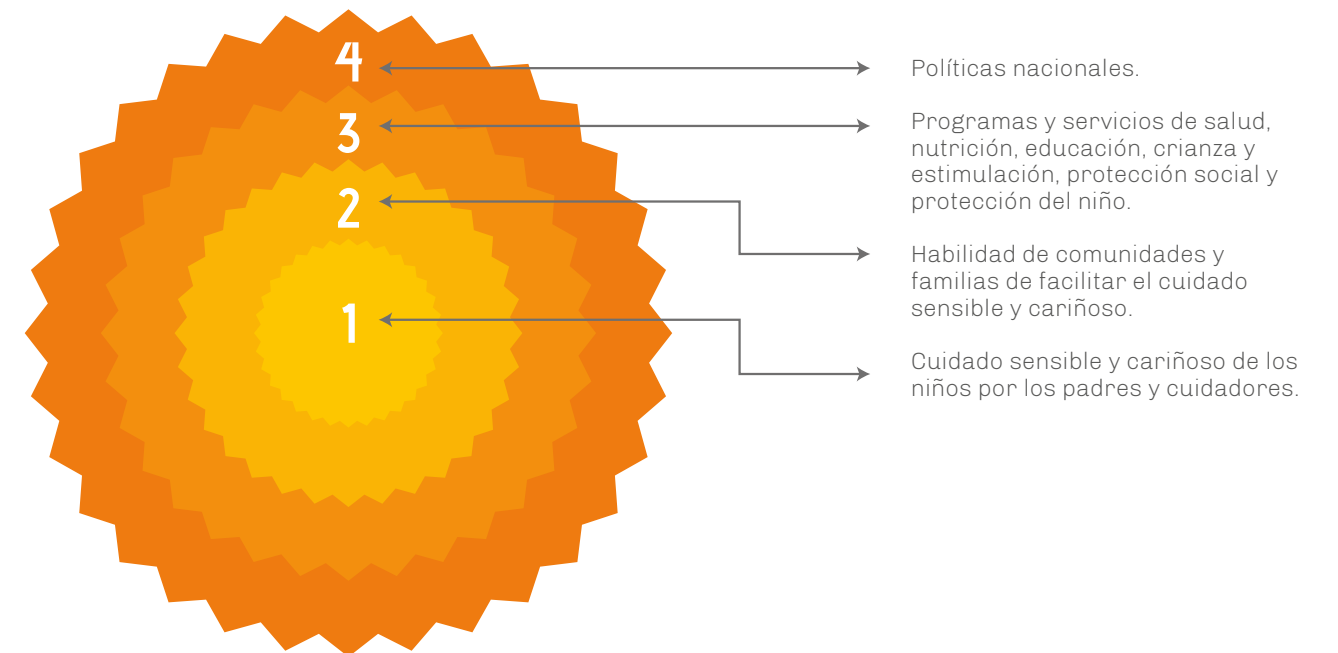 4
Políticas nacionales.
3
Programas y servicios de salud,
nutrición, educación, crianza y
estimulación, protección social y
protección del niño.
2
Habilidad de comunidades y
familias de facilitar el cuidado
sensible y cariñoso.
1
Cuidado sensible y cariñoso de los
niños por los padres y cuidadores.